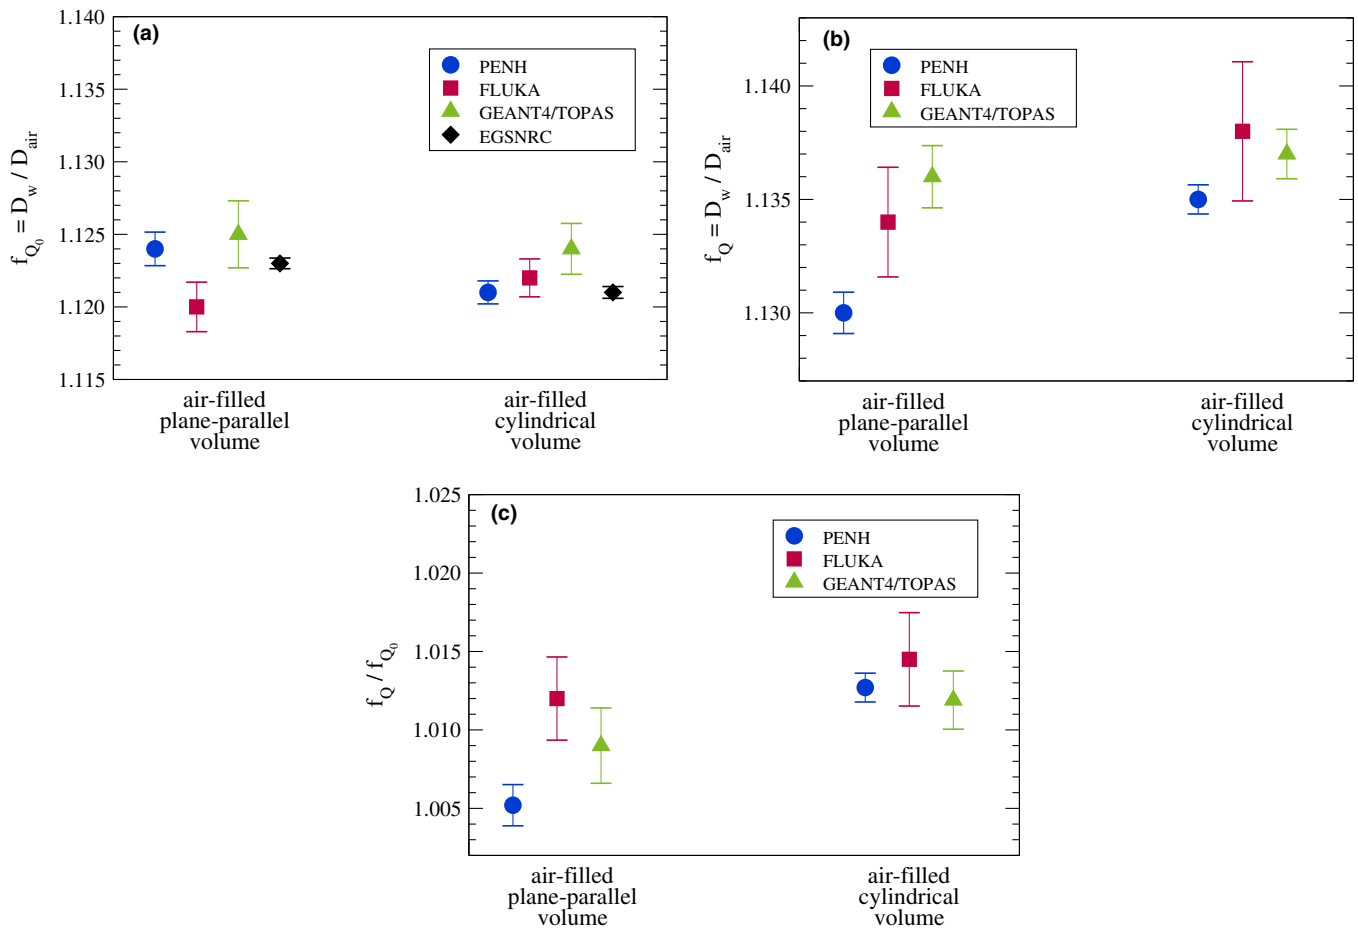 (a)
1.140
1.135
1.130
1.125
1.120
1.115
f_Q_0 = D_w / D_air
PENH
FLUKA
GEANT4/TOPAS
EGSNRC
air-filled
plane-parallel
volume
air-filled
cylindrical
volume
(b)
1.140
1.135
1.130
f_Q = D_w / D_air
PENH
FLUKA
GEANT4/TOPAS
air-filled
plane-parallel
volume
air-filled
cylindrical
volume
(c)
1.025
1.020
1.015
1.010
1.005
f_Q / f_Q_0
PENH
FLUKA
GEANT4/TOPAS
air-filled
plane-parallel
volume
air-filled
cylindrical
volume